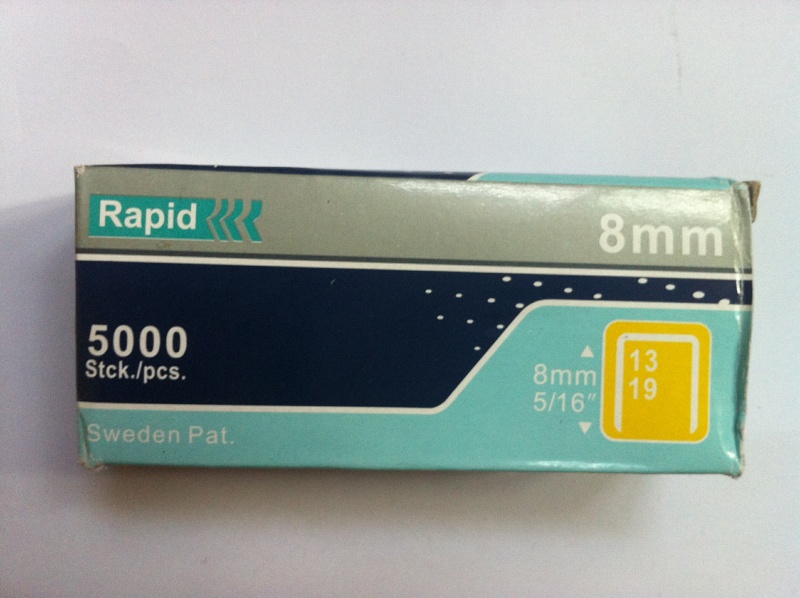 Rapid
8mm
5000
Stck./pcs.
8mm
5/16″
13
19
Sweden Pat.